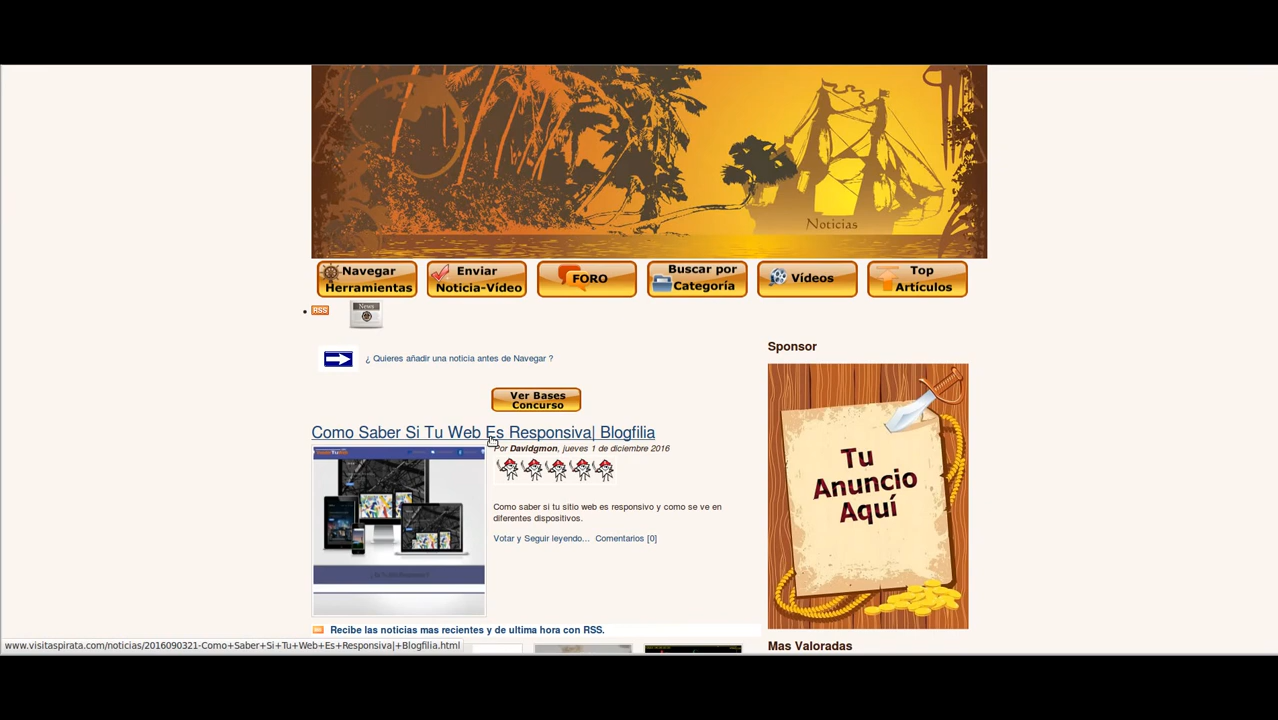 Noticias
Navegar
Herramientas
Enviar
Noticia-Vídeo
FORO
Buscar por
Categoría
Vídeos
Top
Artículos
RSS
News
¿ Quieres añadir una noticia antes de Navegar ?
Ver Bases
Concurso
Como Saber Si Tu Web Es Responsiva| Blogfilia
Por Davidgmon, jueves 1 de diciembre 2016
Como saber si tu sitio web es responsivo y como se ve en
diferentes dispositivos.
Votar y Seguir leyendo... Comentarios [0]
Recibe las noticias mas recientes y de ultima hora con RSS.
Sponsor
Tu
Anuncio
Aquí
Mas Valoradas
www.visitaspirata.com/noticias/2016090321-Como+Saber+Si+Tu+Web+Es+Responsiva|+Blogfilia.html